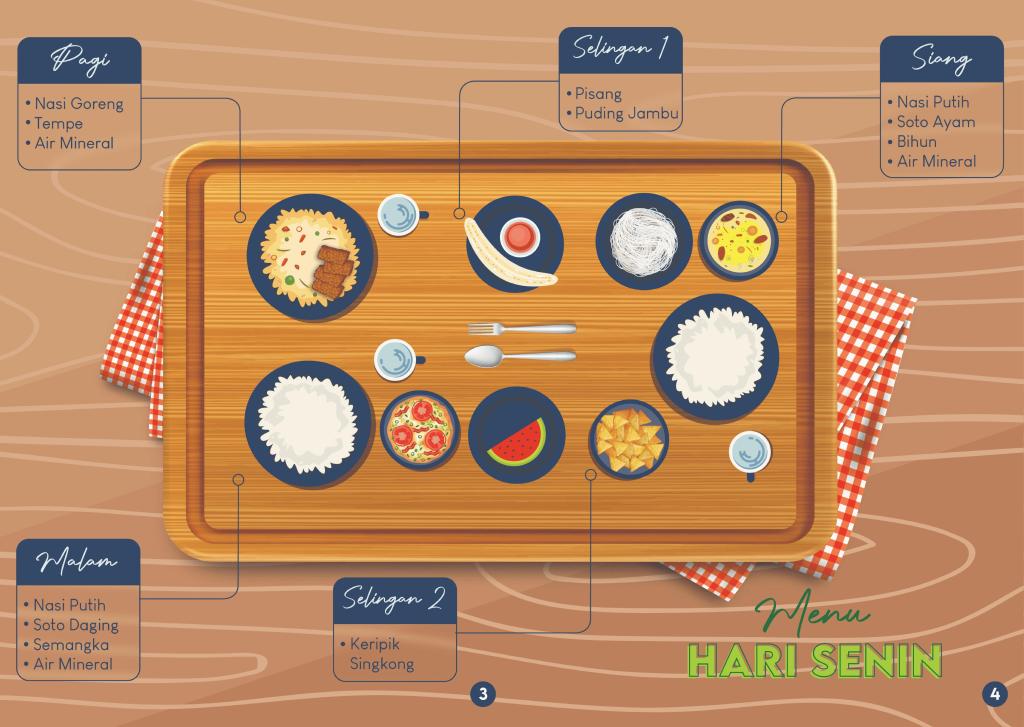 Pagi
• Nasi Goreng
• Tempe
• Air Mineral
Selingan 1
• Pisang
• Puding Jambu
Siang
• Nasi Putih
• Soto Ayam
• Bihun
• Air Mineral
Malam
• Nasi Putih
• Soto Daging
• Semangka
• Air Mineral
Selingan 2
• Keripik
Singkong
Menu
HARI SENIN
3
4